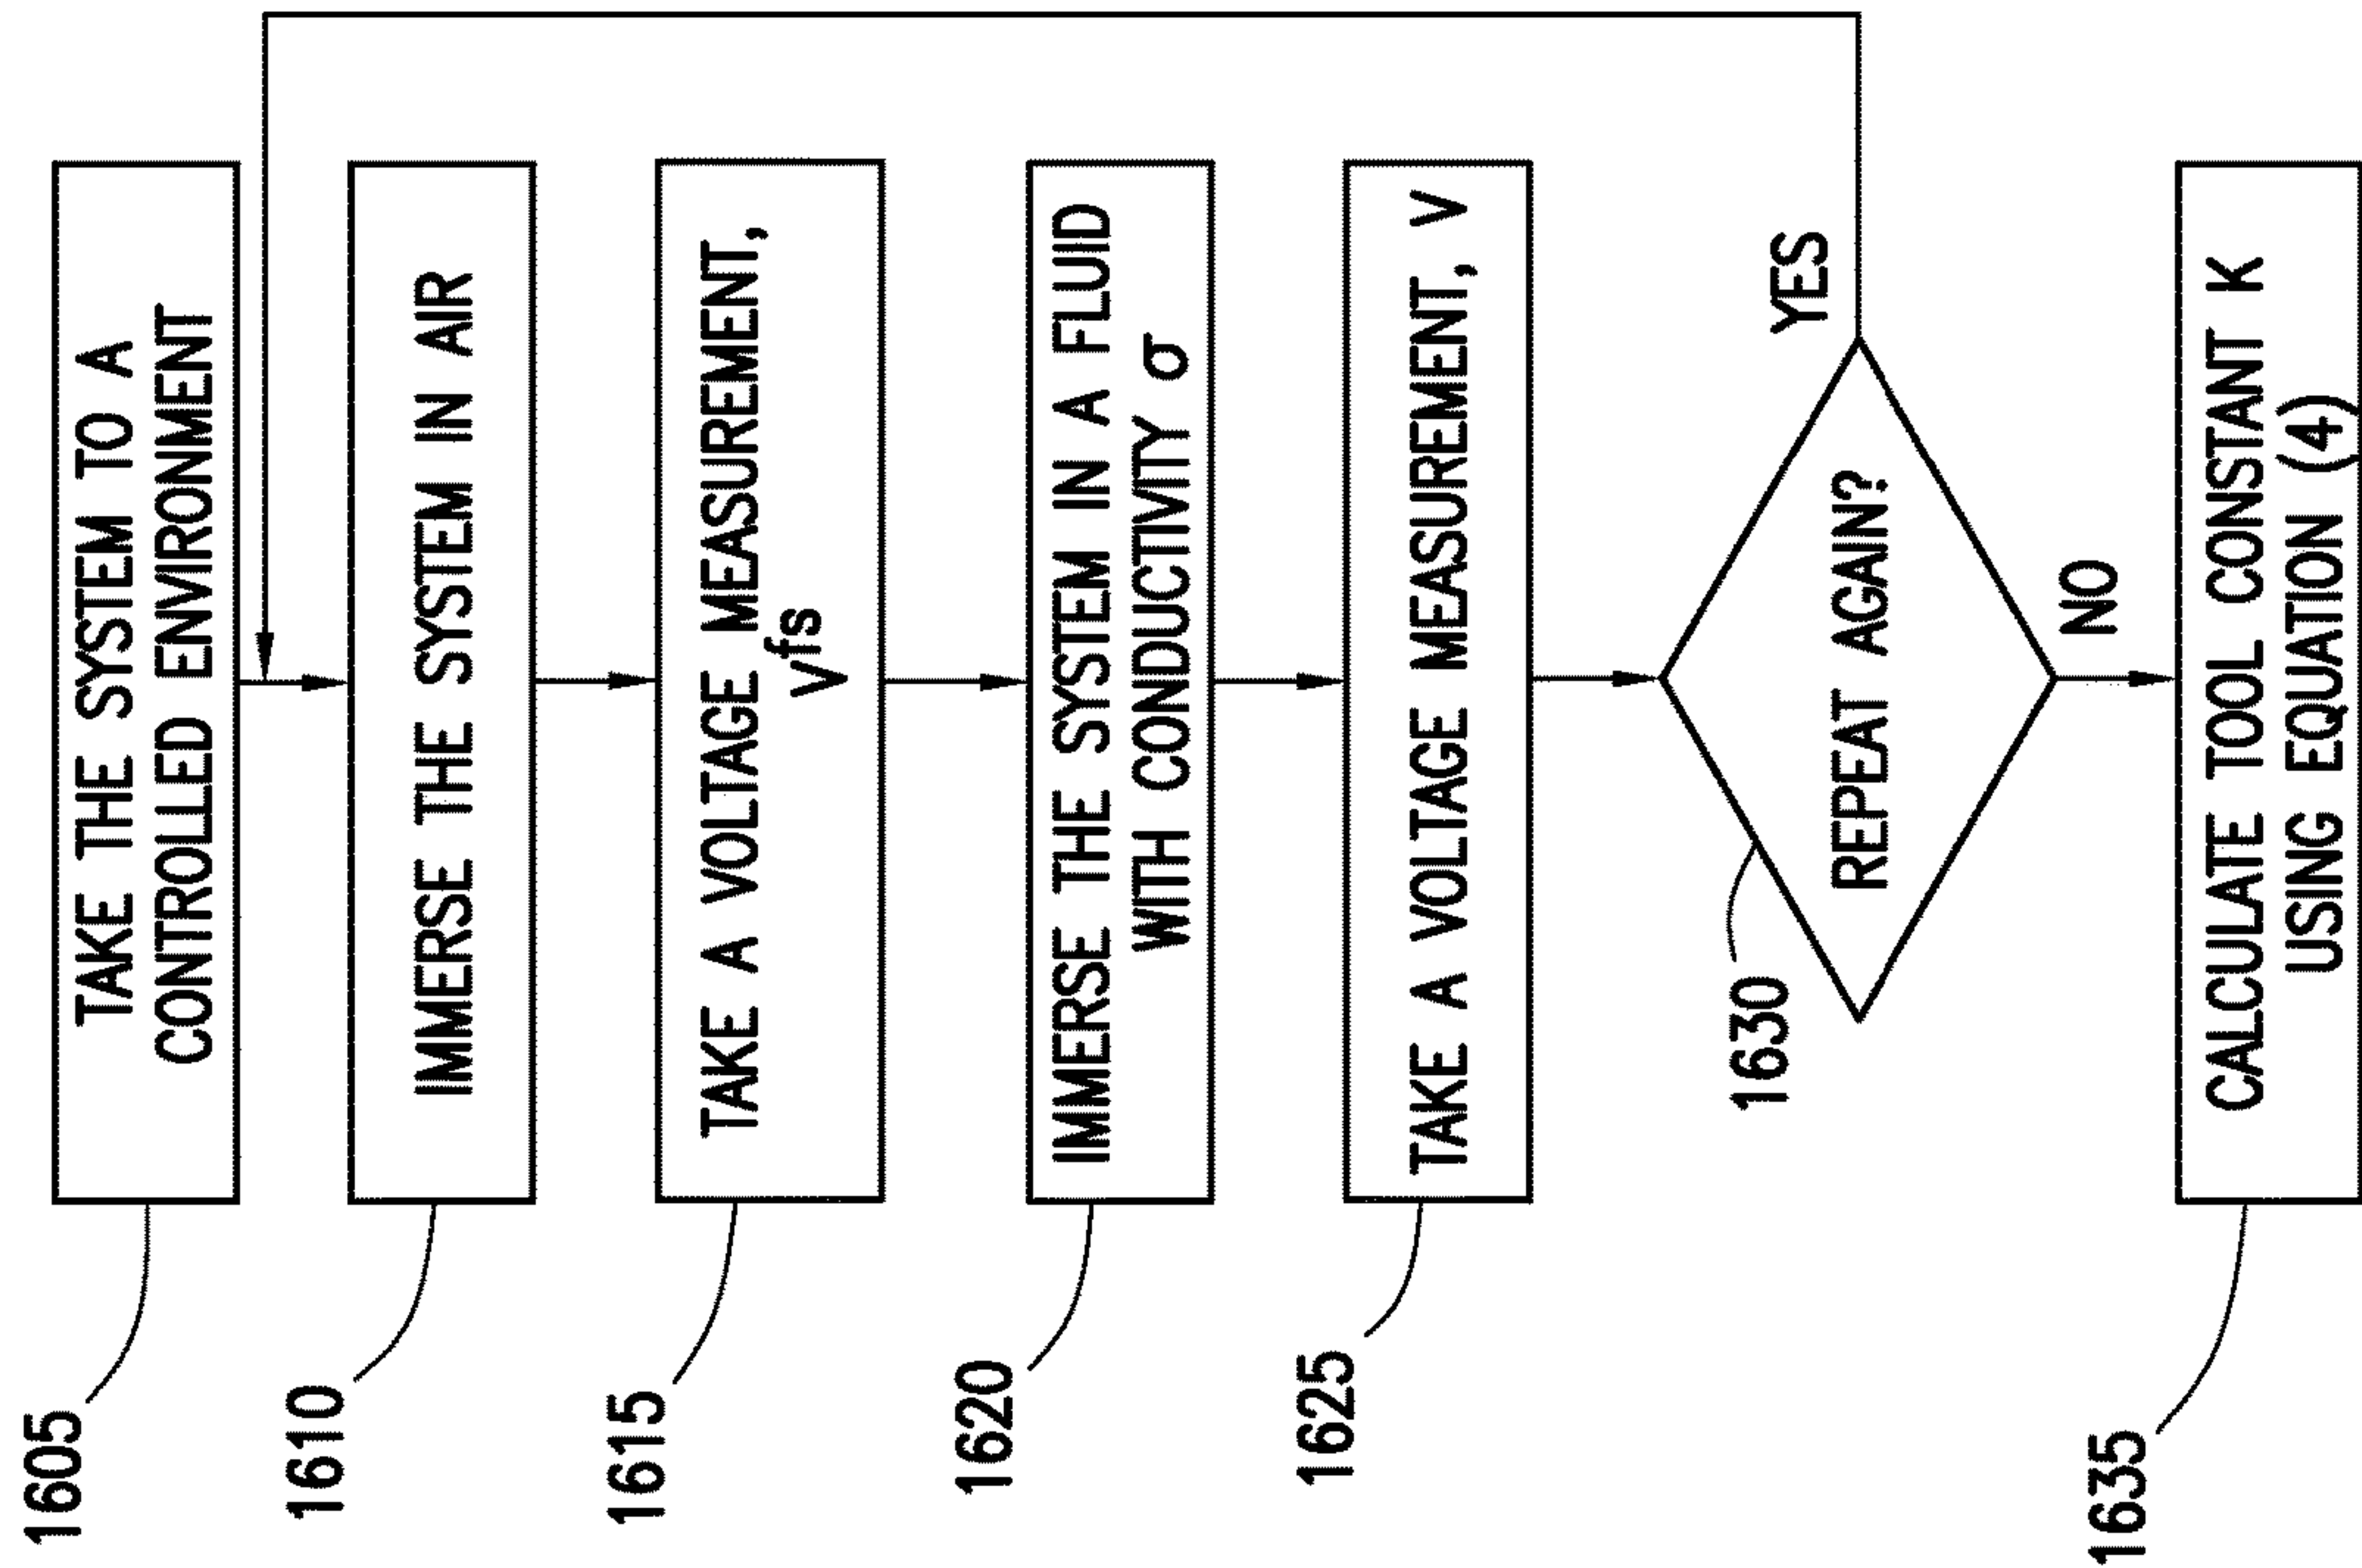 1605
TAKE THE SYSTEM TO A
CONTROLLED ENVIRONMENT
1610
IMMERSE THE SYSTEM IN AIR
1615
TAKE A VOLTAGE MEASUREMENT,
Vfs
1620
IMMERSE THE SYSTEM IN A FLUID
WITH CONDUCTIVITY σ
1625
TAKE A VOLTAGE MEASUREMENT, V
1630
REPEAT AGAIN?
YES
NO
1635
CALCULATE TOOL CONSTANT K
USING EQUATION (4)